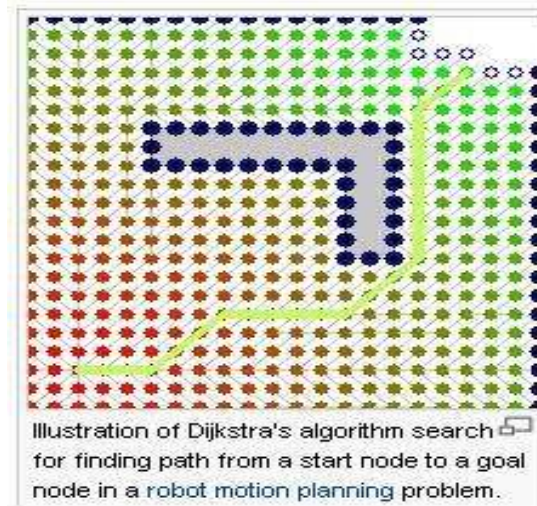 Illustration of Dijkstra's algorithm search
for finding path from a start node to a goal
node in a robot motion planning problem.